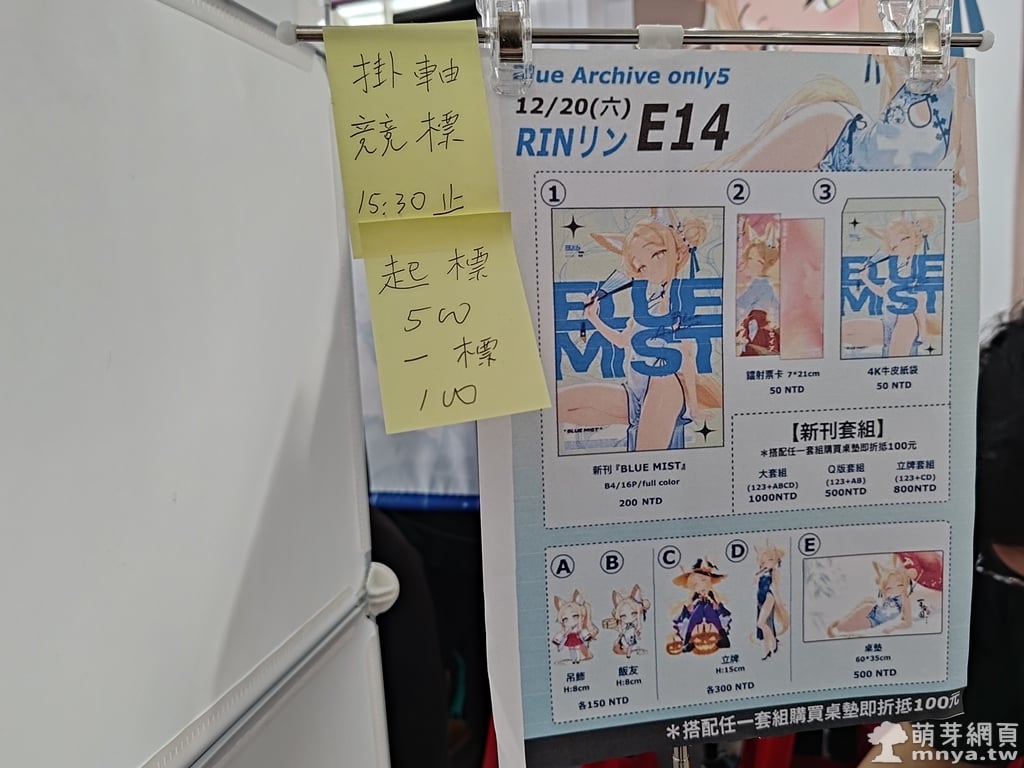 掛軸
競標
15:30止
起標
500
一標
100
Blue Archive only5
12/20(六)
RINリン E14
①
BLUE
MIST
"BLUE MIST"
新刊『BLUE MIST』
B4/16P/full color
200 NTD
②
鐳射票卡 7*21cm
50 NTD
③
BLUE
MIST
4K牛皮紙袋
50 NTD
【新刊套組】
*搭配任一套組購買桌墊即折抵100元
大套組
(123+ABCD)
1000NTD
Q版套組
(123+AB)
500NTD
立牌套組
(123+CD)
800NTD
Ⓐ
吊飾
H:8cm
Ⓑ
飯友
H:8cm
各150 NTD
Ⓒ
Ⓓ
立牌
H:15cm
各300 NTD
Ⓔ
桌墊
60*35cm
500 NTD
*搭配任一套組購買桌墊即折抵100元
萌芽網頁
mnya.tw